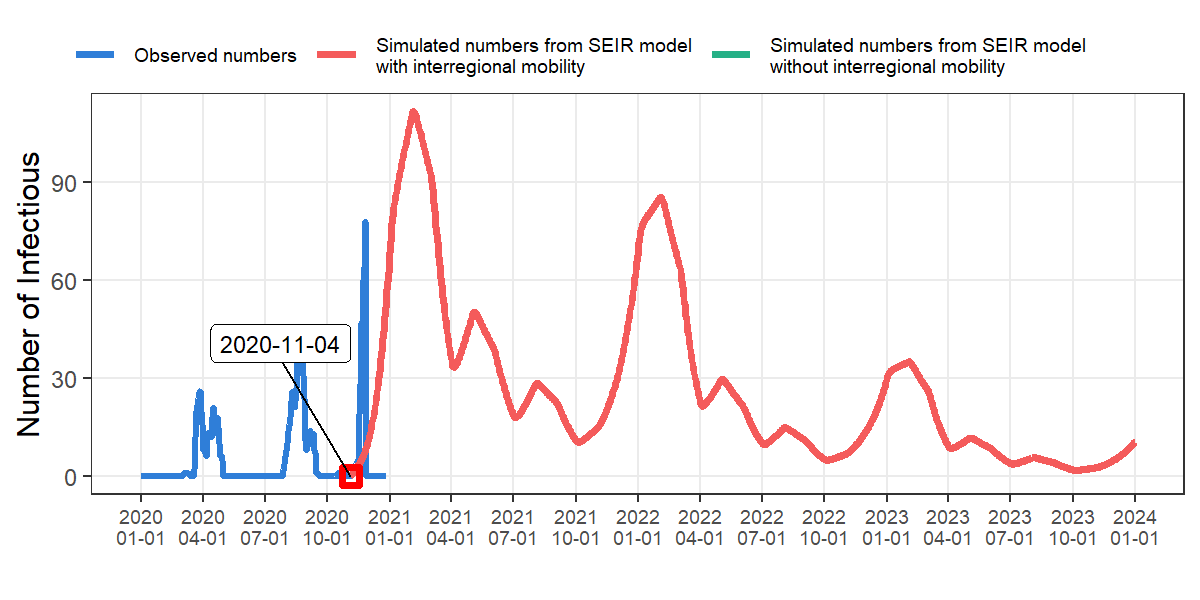 Observed numbers
Simulated numbers from SEIR model
with interregional mobility
Simulated numbers from SEIR model
without interregional mobility
Number of Infectious
90
60
30
0
2020-11-04
2020 2020 2020 2020 2021 2021 2021 2021 2022 2022 2022 2022 2023 2023 2023 2023 2024
01-01 04-01 07-01 10-01 01-01 04-01 07-01 10-01 01-01 04-01 07-01 10-01 01-01 04-01 07-01 10-01 01-01